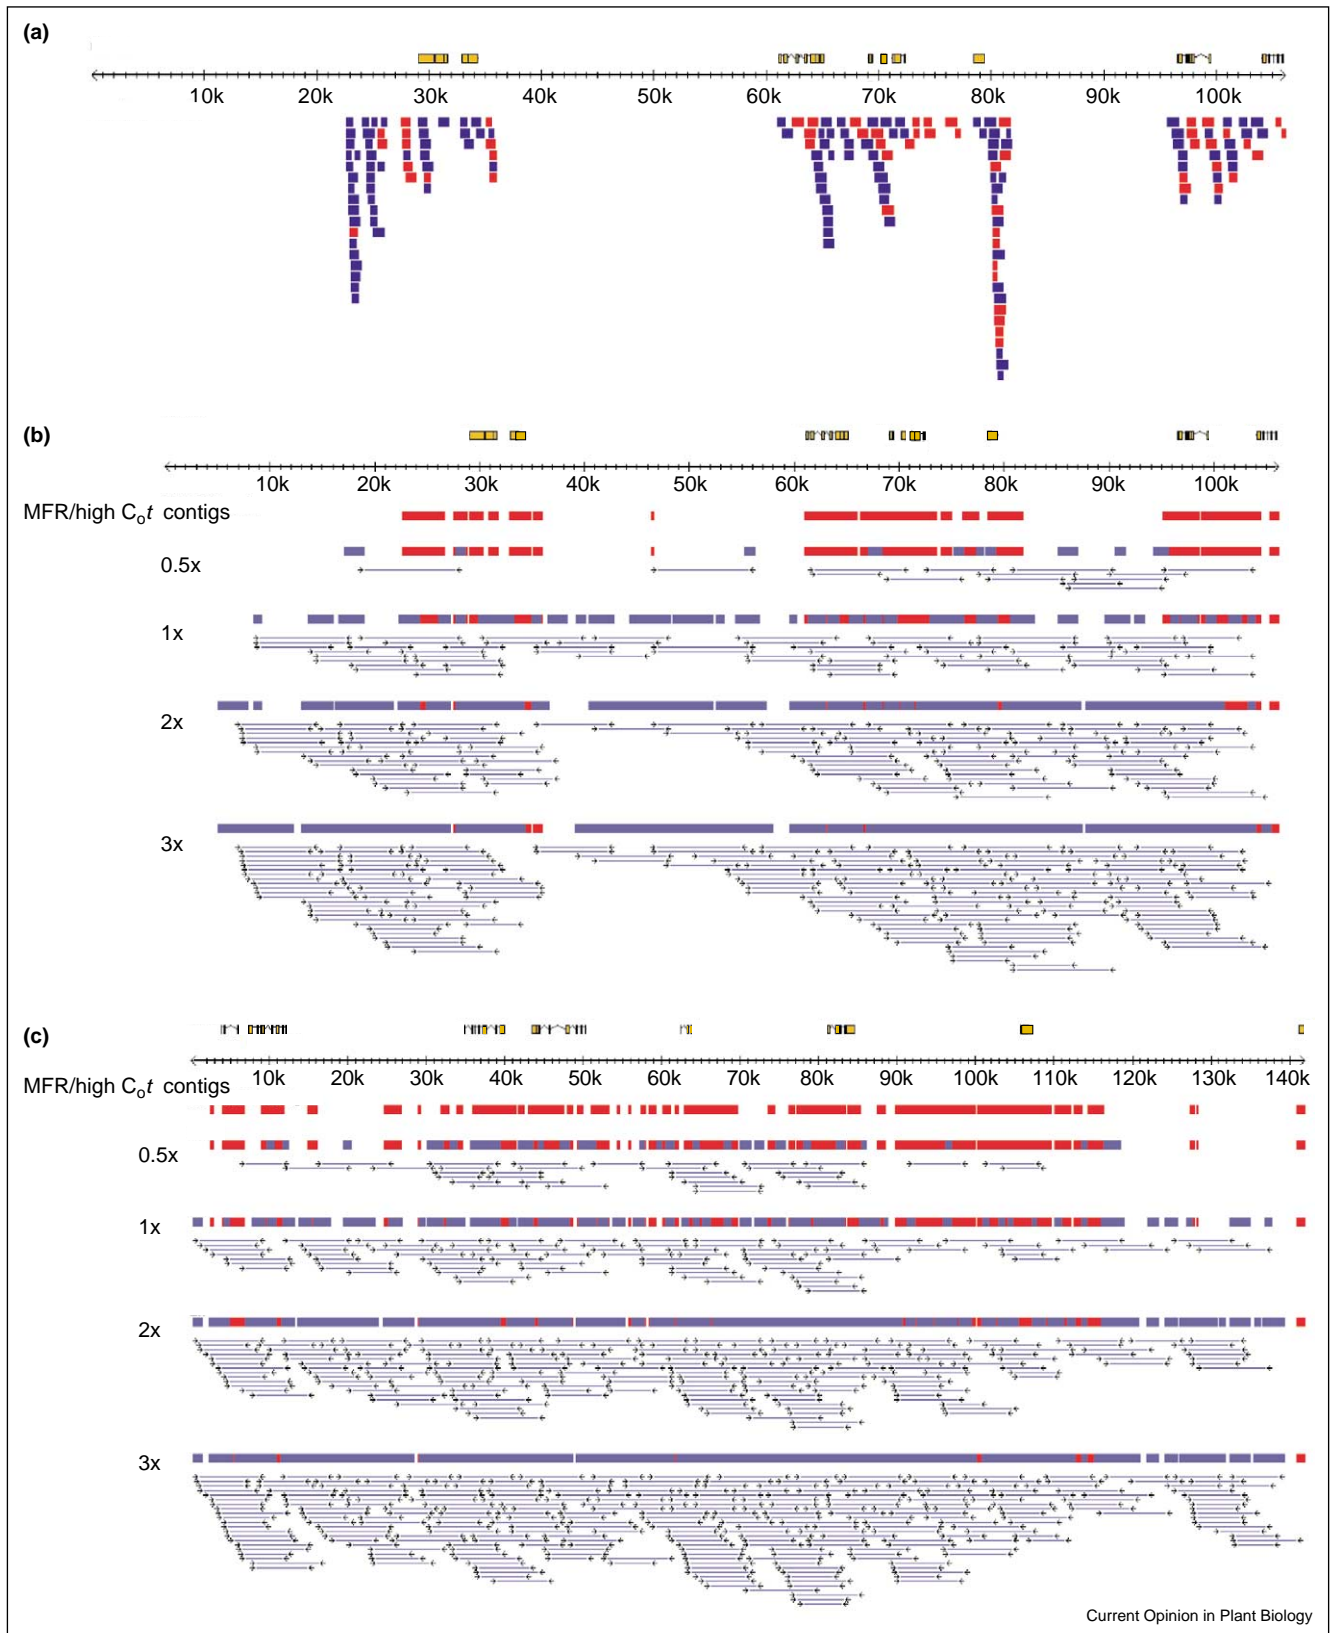 (a)
10k 20k 30k 40k 50k 60k 70k 80k 90k 100k
(b)
10k 20k 30k 40k 50k 60k 70k 80k 90k 100k
MFR/high Cot contigs
0.5x
1x
2x
3x
(c)
10k 20k 30k 40k 50k 60k 70k 80k 90k 100k 110k 120k 130k 140k
MFR/high Cot contigs
0.5x
1x
2x
3x
Current Opinion in Plant Biology